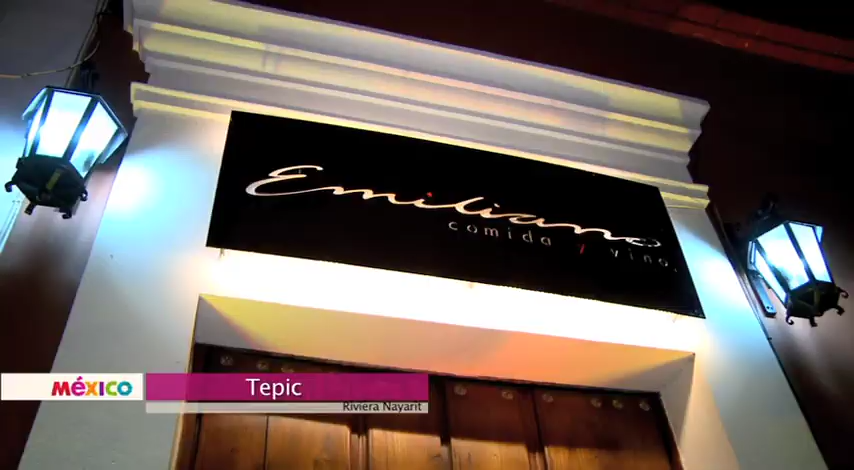 Emiliano
comida y vino.
MéXICO
Tepic
Riviera Nayarit